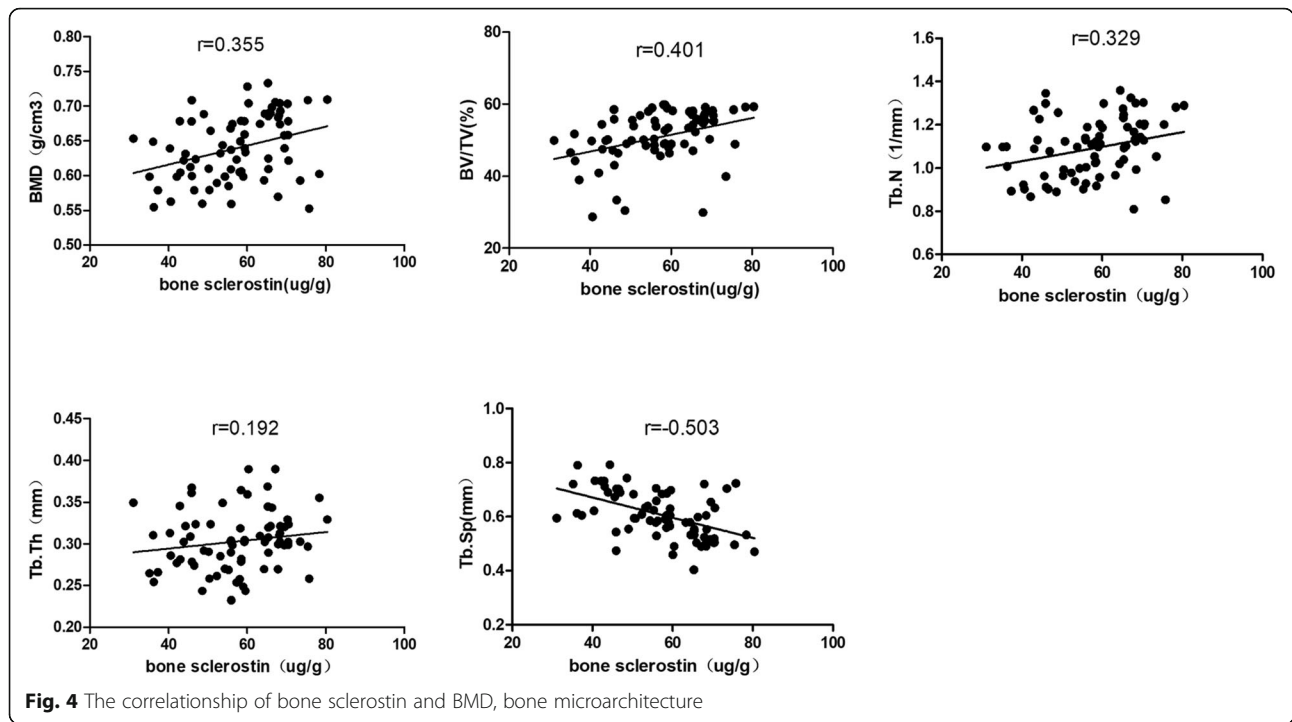 r=0.355
BMD（g/cm3）
0.80
0.75
0.70
0.65
0.60
0.55
0.50
20 40 60 80 100
bone sclerostin(ug/g)
r=0.401
BV/TV(%)
80
60
40
20
20 40 60 80 100
bone sclerostin(ug/g)
r=0.329
Tb.N（1/mm）
1.6
1.4
1.2
1.0
0.8
0.6
20 40 60 80 100
bone sclerostin（ug/g）
r=0.192
Tb.Th（mm）
0.45
0.40
0.35
0.30
0.25
0.20
20 40 60 80 100
bone sclerostin（ug/g）
r=-0.503
Tb.Sp(mm)
1.0
0.8
0.6
0.4
0.2
20 40 60 80 100
bone sclerostin（ug/g）
Fig. 4 The correlationship of bone sclerostin and BMD, bone microarchitecture